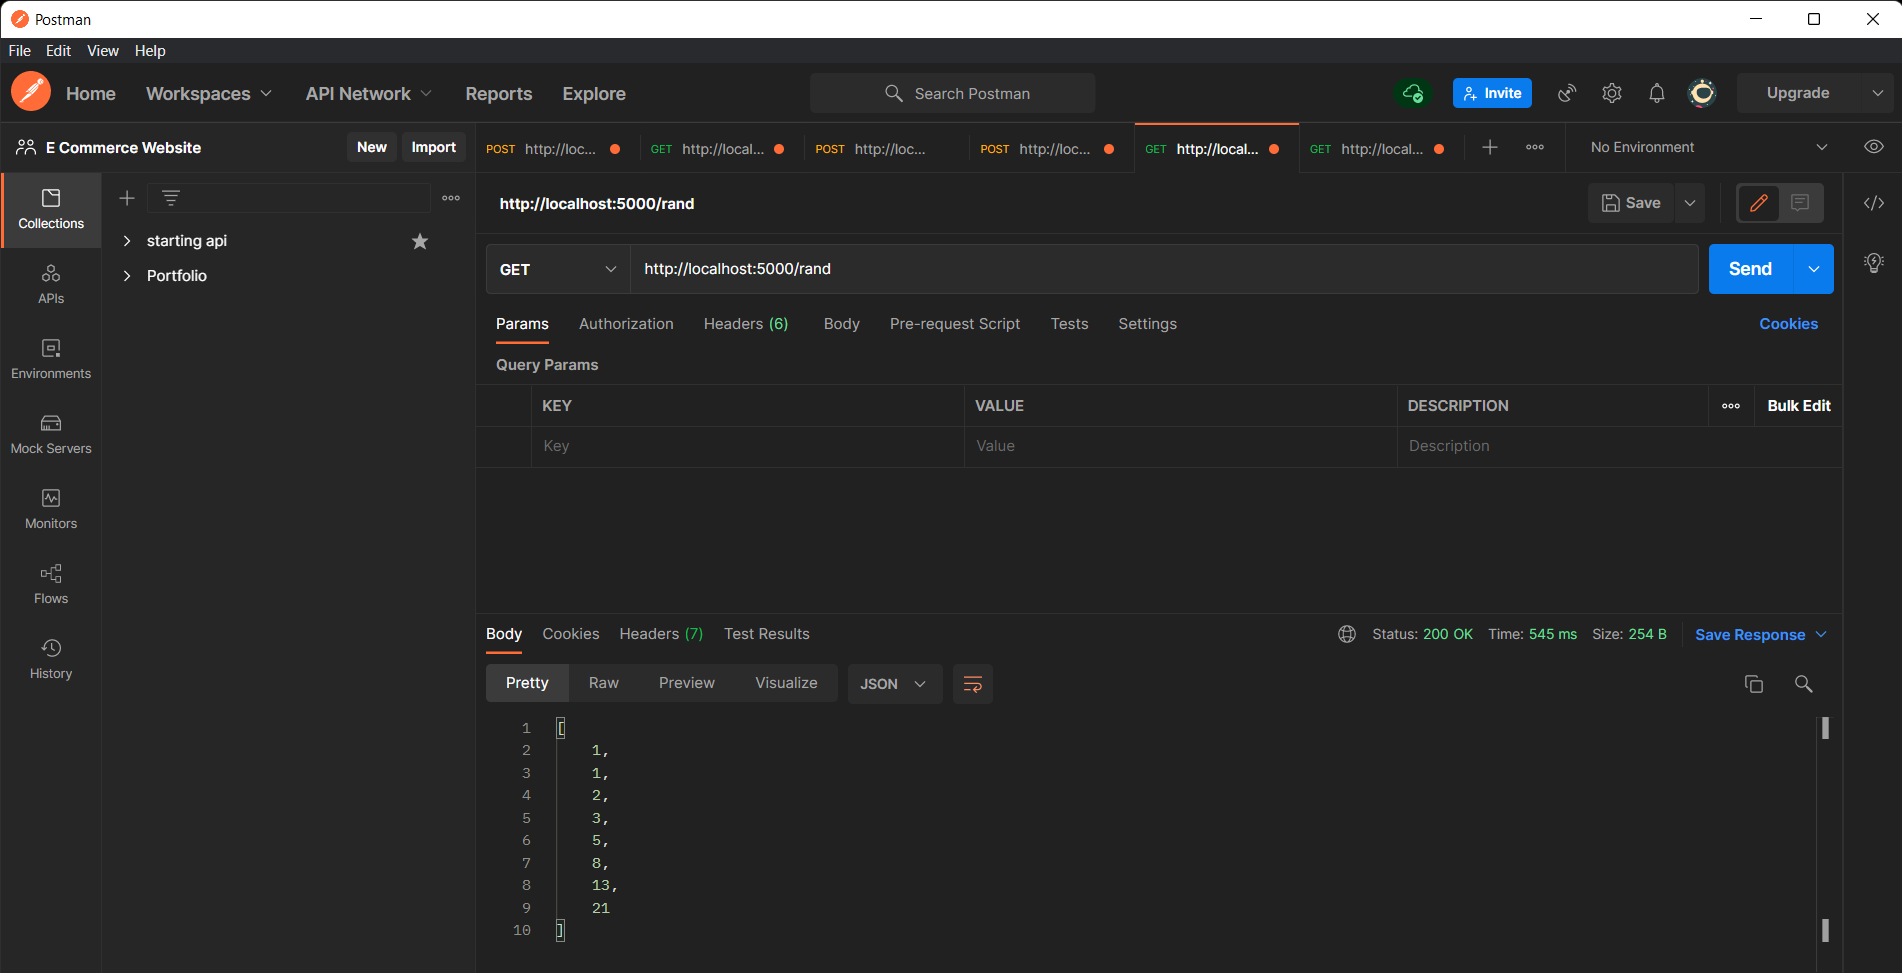 Postman
File Edit View Help
Home Workspaces API Network Reports Explore Search Postman Invite Upgrade
E Commerce Website New Import POST http://loc... GET http://local... POST http://loc... POST http://loc... GET http://local... GET http://local... No Environment
Collections
APIs
Environments
Mock Servers
Monitors
Flows
History
starting api
Portfolio
http://localhost:5000/rand Save
GET http://localhost:5000/rand Send
Params Authorization Headers (6) Body Pre-request Script Tests Settings Cookies
Query Params
KEY VALUE DESCRIPTION Bulk Edit
Key Value Description
Body Cookies Headers (7) Test Results Status: 200 OK Time: 545 ms Size: 254 B Save Response
Pretty Raw Preview Visualize JSON
1 [
2 1,
3 1,
4 2,
5 3,
6 5,
7 8,
8 13,
9 21
10 ]